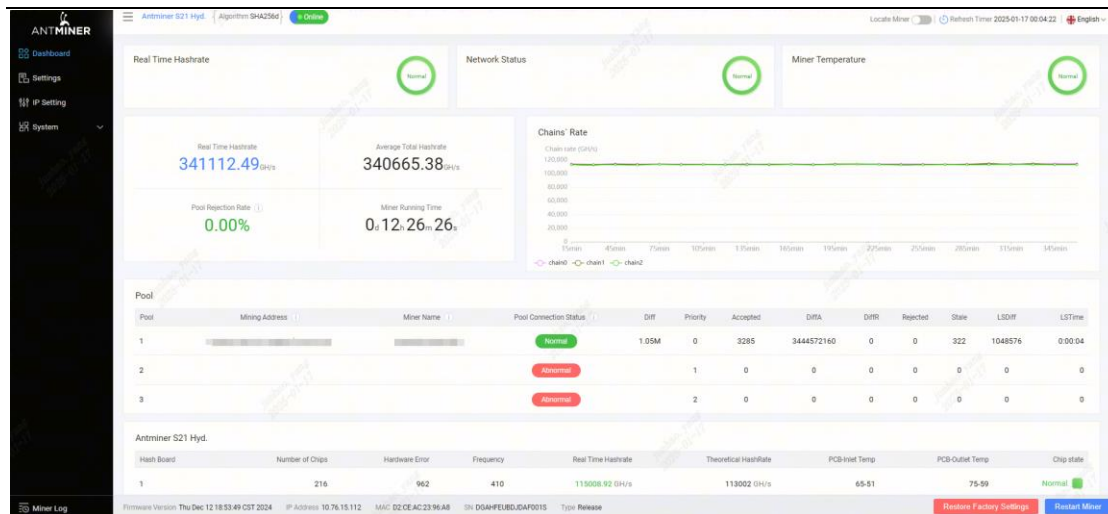 ANTMINER
Antminer S21 Hyd. Algorithm SHA256d Online
Locate Miner Refresh Timer 2025-01-17 00:04:22 English
Dashboard
Settings
IP Setting
System
Miner Log
Real Time Hashrate Normal
Network Status Normal
Miner Temperature Normal
Real Time Hashrate
341112.49 GH/s
Average Total Hashrate
340665.38 GH/s
Pool Rejection Rate
0.00%
Miner Running Time
0d 12h 26m 26s
Chains' Rate
Chain rate (GH/s)
120,000
100,000
80,000
60,000
40,000
20,000
0
15min 45min 75min 105min 135min 165min 195min 225min 255min 285min 315min 345min
chain0 chain1 chain2
Pool
Pool Mining Address Miner Name Pool Connection Status Diff Priority Accepted DiffA DiffR Rejected Stale LSDiff LSTime
1 Normal 1.05M 0 3285 3444572160 0 0 322 1048576 0:00:04
2 Abnormal 1 0 0 0 0 0 0 0
3 Abnormal 2 0 0 0 0 0 0 0
Antminer S21 Hyd.
Hash Board Number of Chips Hardware Error Frequency Real Time Hashrate Theoretical HashRate PCB-Inlet Temp PCB-Outlet Temp Chip state
1 216 962 410 115008.92 GH/s 113002 GH/s 65-51 75-59 Normal
Firmware Version Thu Dec 12 18:53:49 CST 2024 IP Address 10.76.15.112 MAC D2:CE:AC:23:96:A8 SN DGAHFEUBDJDAF001S Type Release
Restore Factory Settings Restart Miner